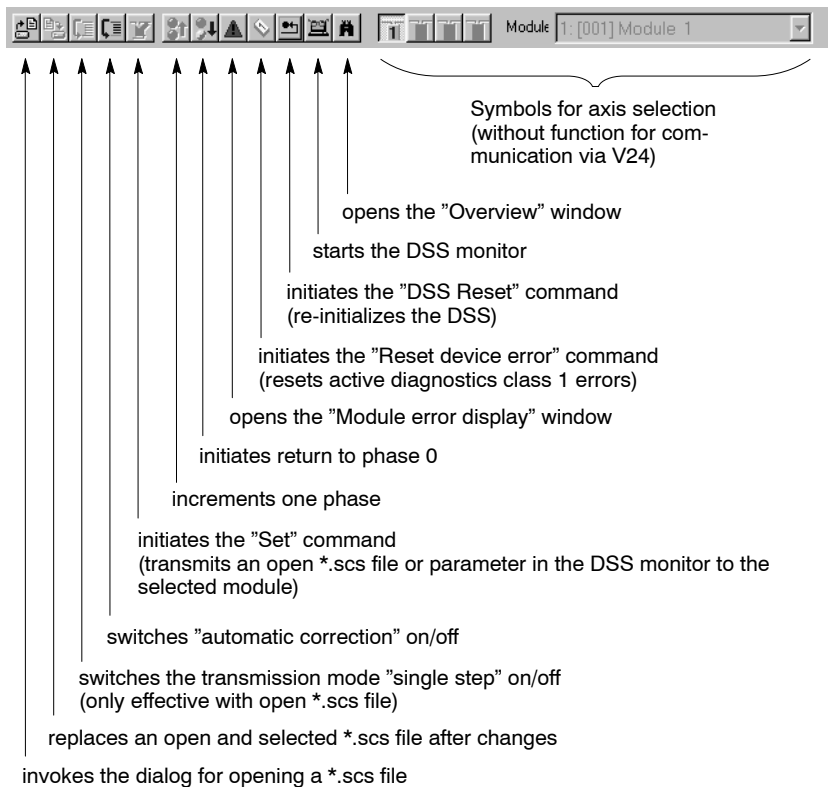 1
Module 1: [001] Module 1
Symbols for axis selection
(without function for com-
munication via V24)
opens the ”Overview” window
starts the DSS monitor
initiates the ”DSS Reset” command
(re-initializes the DSS)
initiates the ”Reset device error” command
(resets active diagnostics class 1 errors)
opens the ”Module error display” window
initiates return to phase 0
increments one phase
initiates the ”Set” command
(transmits an open *.scs file or parameter in the DSS monitor to the
selected module)
switches ”automatic correction” on/off
switches the transmission mode ”single step” on/off
(only effective with open *.scs file)
replaces an open and selected *.scs file after changes
invokes the dialog for opening a *.scs file